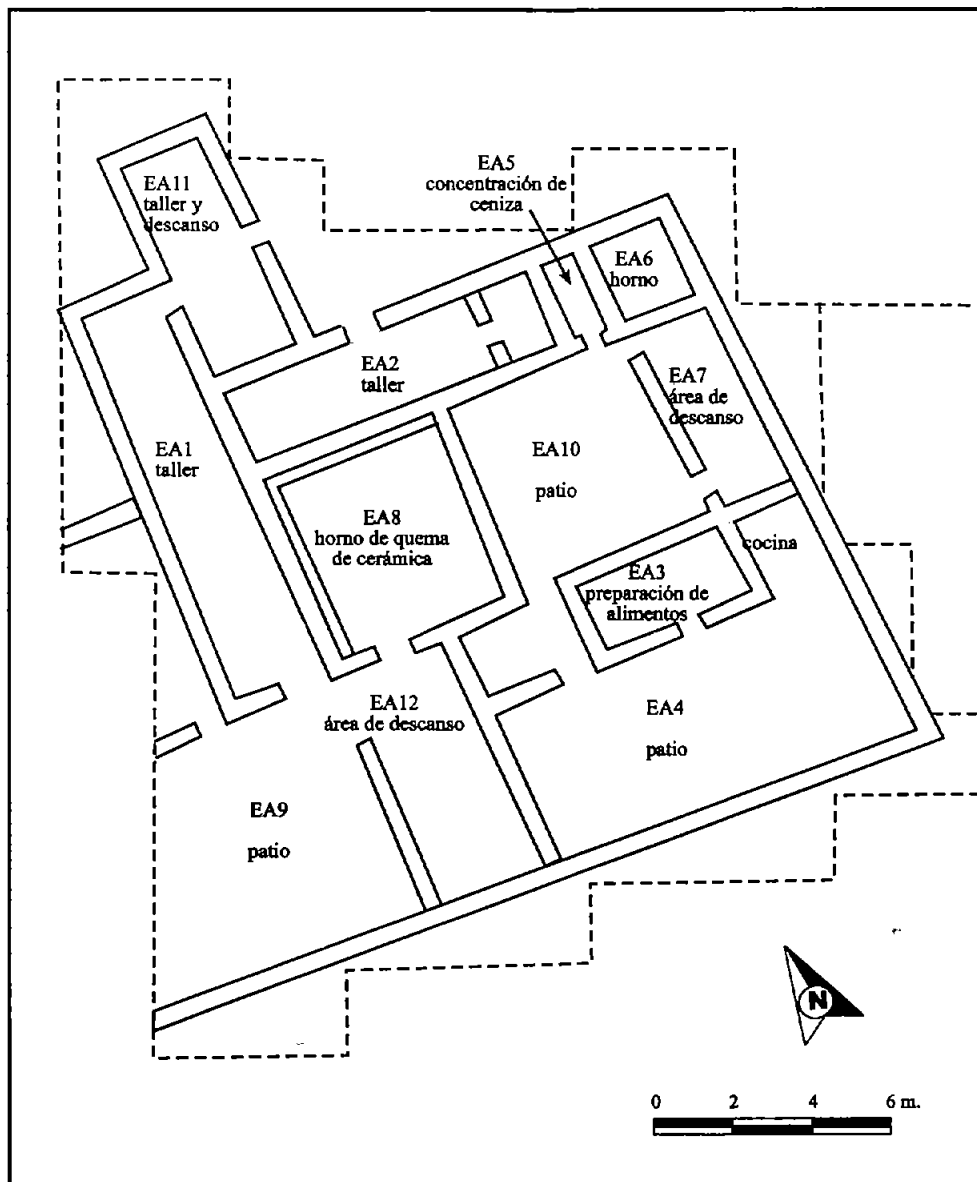 EA5
concentración de
ceniza
EA11
taller y
descanso
EA6
horno
EA2
taller
EA7
área de
descanso
EA1
taller
EA10
patio
EA8
horno de quema
de cerámica
cocina
EA3
preparación de
alimentos
EA12
área de descanso
EA4
patio
EA9
patio
N
0 2 4 6 m.